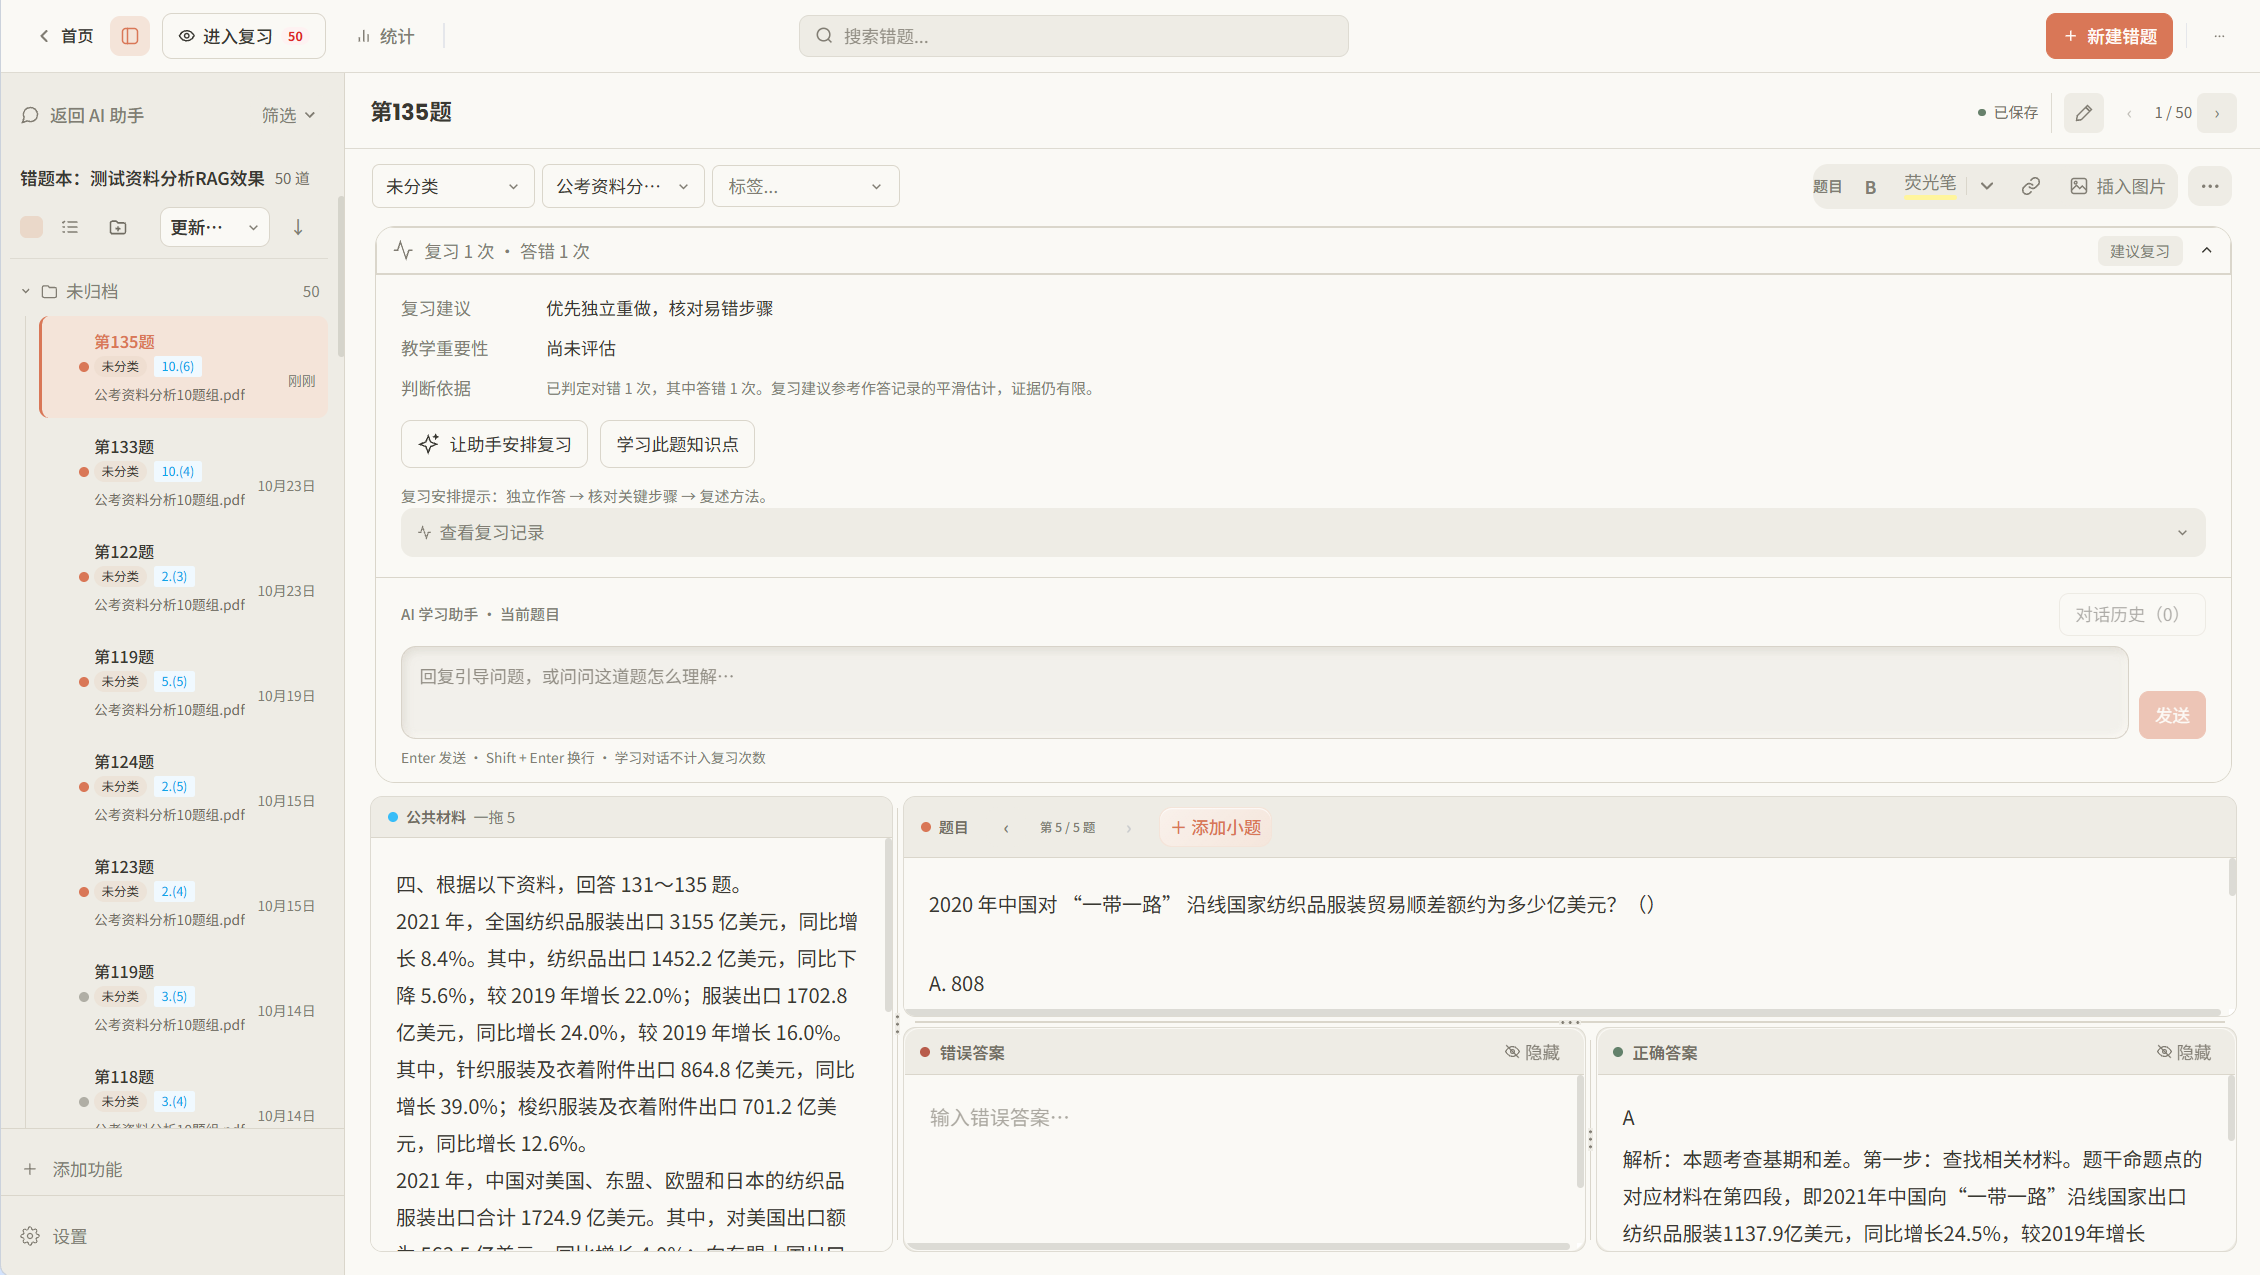 首页
进入复习 50
统计
搜索错题...
+ 新建错题
...
返回 AI 助手
筛选
错题本：测试资料分析RAG效果 50 道
更新…
未归档 50
第135题
未分类 10.(6)
公考资料分析10题组.pdf
刚刚
第133题
未分类 10.(4)
公考资料分析10题组.pdf
10月23日
第122题
未分类 2.(3)
公考资料分析10题组.pdf
10月23日
第119题
未分类 5.(5)
公考资料分析10题组.pdf
10月19日
第124题
未分类 2.(5)
公考资料分析10题组.pdf
10月15日
第123题
未分类 2.(4)
公考资料分析10题组.pdf
10月15日
第119题
未分类 3.(5)
公考资料分析10题组.pdf
10月14日
第118题
未分类 3.(4)
10月14日
添加功能
设置
第135题
已保存
1 / 50
未分类
公考资料分…
标签...
题目
B
荧光笔
插入图片
复习 1 次 · 答错 1 次
建议复习
复习建议 优先独立重做，核对易错步骤
教学重要性 尚未评估
判断依据 已判定对错 1 次，其中答错 1 次。复习建议参考作答记录的平滑估计，证据仍有限。
让助手安排复习
学习此题知识点
复习安排提示：独立作答 → 核对关键步骤 → 复述方法。
查看复习记录
AI 学习助手 · 当前题目
对话历史（0）
回复引导问题，或问问这道题怎么理解…
发送
Enter 发送 · Shift + Enter 换行 · 学习对话不计入复习次数
公共材料 一拖 5
四、根据以下资料，回答 131～135 题。
2021 年，全国纺织品服装出口 3155 亿美元，同比增
长 8.4%。其中，纺织品出口 1452.2 亿美元，同比下
降 5.6%，较 2019 年增长 22.0%；服装出口 1702.8
亿美元，同比增长 24.0%，较 2019 年增长 16.0%。
其中，针织服装及衣着附件出口 864.8 亿美元，同比
增长 39.0%；梭织服装及衣着附件出口 701.2 亿美
元，同比增长 12.6%。
2021 年，中国对美国、东盟、欧盟和日本的纺织品
服装出口合计 1724.9 亿美元。其中，对美国出口额
题目
第 5 / 5 题
添加小题
2020 年中国对 “一带一路” 沿线国家纺织品服装贸易顺差额约为多少亿美元？（）
A. 808
错误答案
隐藏
输入错误答案…
正确答案
隐藏
A
解析：本题考查基期和差。第一步：查找相关材料。题干命题点的
对应材料在第四段，即2021年中国向“一带一路”沿线国家出口
纺织品服装1137.9亿美元，同比增长24.5%，较2019年增长